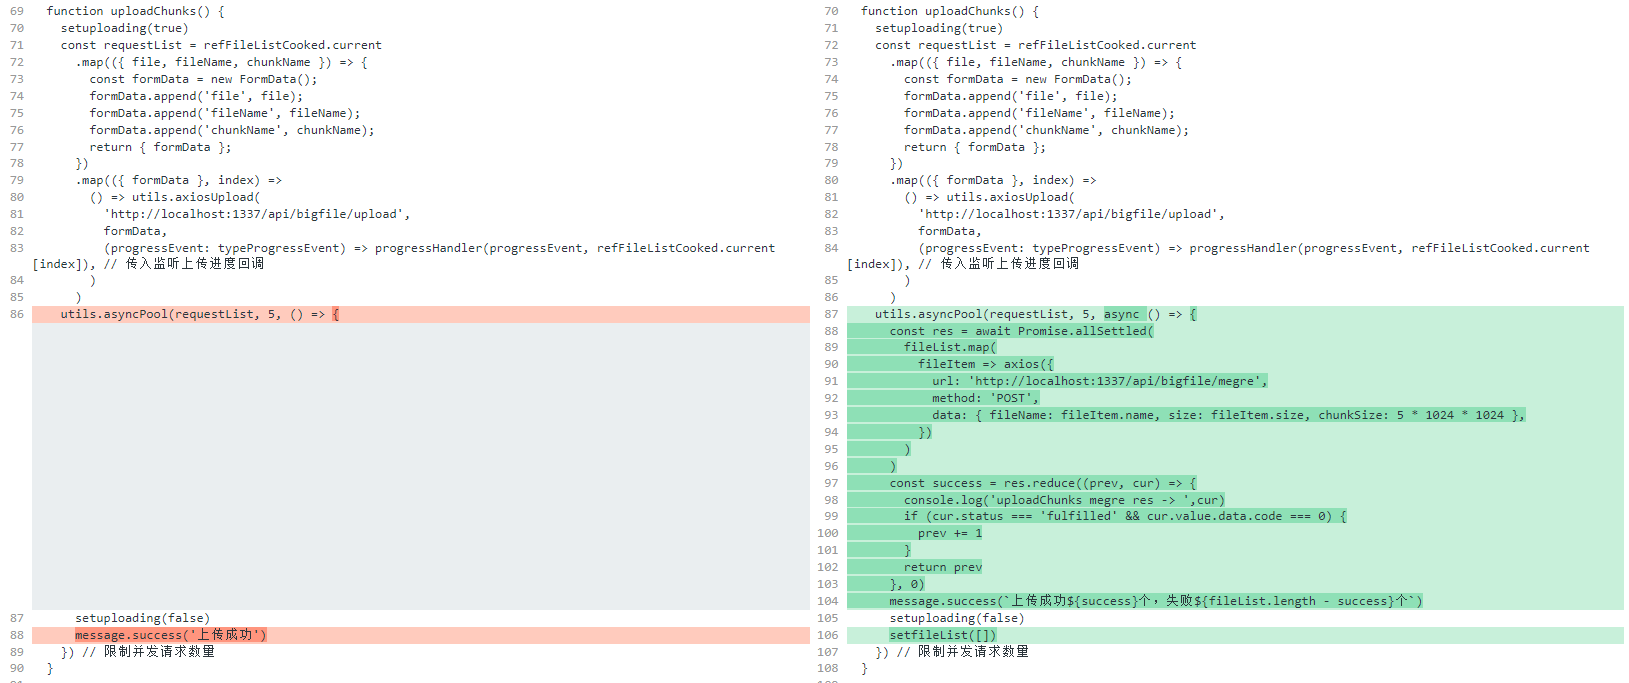 69 function uploadChunks() {
70 setuploading(true)
71 const requestList = refFileListCooked.current
72 .map(({ file, fileName, chunkName }) => {
73 const formData = new FormData();
74 formData.append('file', file);
75 formData.append('fileName', fileName);
76 formData.append('chunkName', chunkName);
77 return { formData };
78 })
79 .map(({ formData }, index) =>
80 () => utils.axiosUpload(
81 'http://localhost:1337/api/bigfile/upload',
82 formData,
83 (progressEvent: typeProgressEvent) => progressHandler(progressEvent, refFileListCooked.current
[index]), // 传入监听上传进度回调
84 )
85 )
86 utils.asyncPool(requestList, 5, () => {
87 setuploading(false)
88 message.success('上传成功')
89 }) // 限制并发请求数量
90 }
70 function uploadChunks() {
71 setuploading(true)
72 const requestList = refFileListCooked.current
73 .map(({ file, fileName, chunkName }) => {
74 const formData = new FormData();
75 formData.append('file', file);
76 formData.append('fileName', fileName);
77 formData.append('chunkName', chunkName);
78 return { formData };
79 })
80 .map(({ formData }, index) =>
81 () => utils.axiosUpload(
82 'http://localhost:1337/api/bigfile/upload',
83 formData,
84 (progressEvent: typeProgressEvent) => progressHandler(progressEvent, refFileListCooked.current
[index]), // 传入监听上传进度回调
85 )
86 )
87 utils.asyncPool(requestList, 5, async () => {
88 const res = await Promise.allSettled(
89 fileList.map(
90 fileItem => axios({
91 url: 'http://localhost:1337/api/bigfile/megre',
92 method: 'POST',
93 data: { fileName: fileItem.name, size: fileItem.size, chunkSize: 5 * 1024 * 1024 },
94 })
95 )
96 )
97 const success = res.reduce((prev, cur) => {
98 console.log('uploadChunks megre res -> ',cur)
99 if (cur.status === 'fulfilled' && cur.value.data.code === 0) {
100 prev += 1
101 }
102 return prev
103 }, 0)
104 message.success(`上传成功${success}个，失败${fileList.length - success}个`)
105 setuploading(false)
106 setfileList([])
107 }) // 限制并发请求数量
108 }